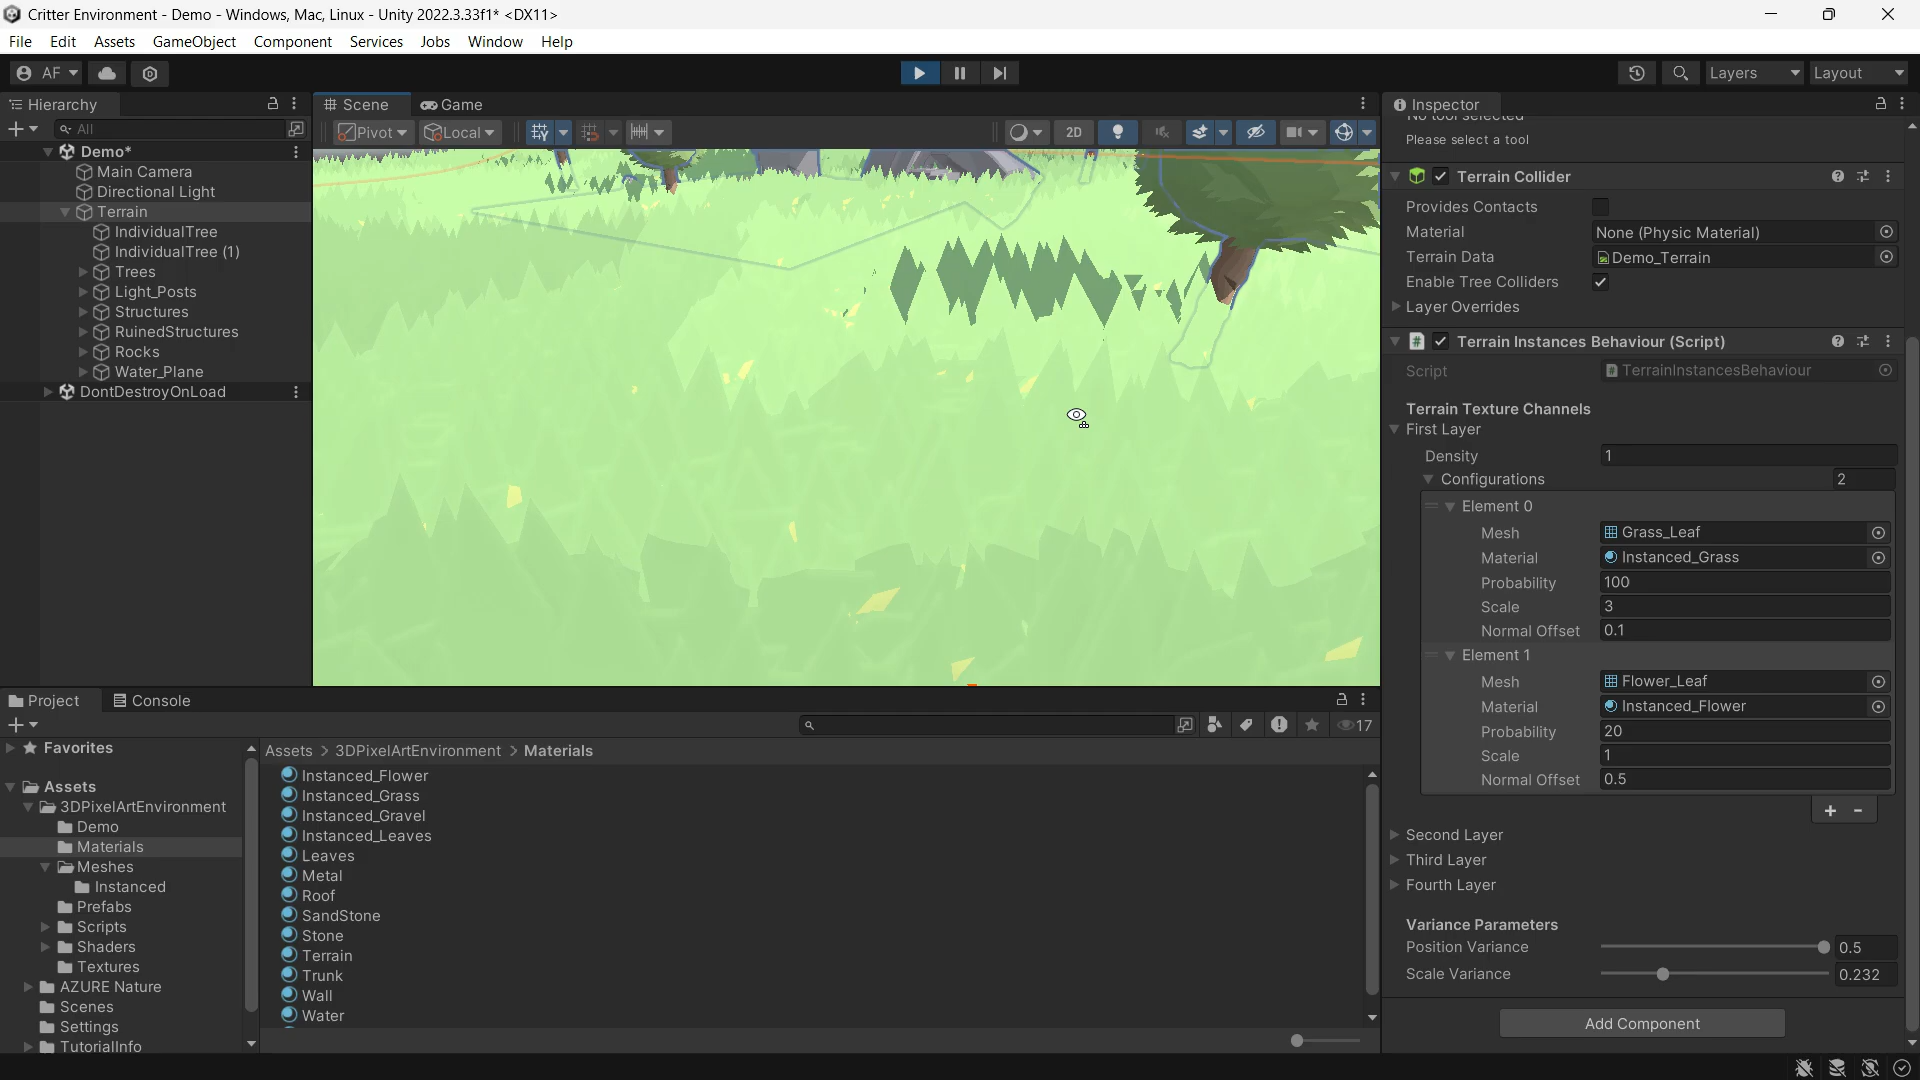 Critter Environment - Demo - Windows, Mac, Linux - Unity 2022.3.33f1* <DX11>
File Edit Assets GameObject Component Services Jobs Window Help
AF
Layers
Layout
Hierarchy
All
Demo*
Main Camera
Directional Light
Terrain
IndividualTree
IndividualTree (1)
Trees
Light_Posts
Structures
RuinedStructures
Rocks
Water_Plane
DontDestroyOnLoad
Scene
Game
Pivot
Local
2D
Inspector
No tool selected
Please select a tool
Terrain Collider
Provides Contacts
Material None (Physic Material)
Terrain Data Demo_Terrain
Enable Tree Colliders
Layer Overrides
Terrain Instances Behaviour (Script)
Script TerrainInstancesBehaviour
Terrain Texture Channels
First Layer
Density 1
Configurations 2
Element 0
Mesh Grass_Leaf
Material Instanced_Grass
Probability 100
Scale 3
Normal Offset 0.1
Element 1
Mesh Flower_Leaf
Material Instanced_Flower
Probability 20
Scale 1
Normal Offset 0.5
Second Layer
Third Layer
Fourth Layer
Variance Parameters
Position Variance 0.5
Scale Variance 0.232
Add Component
Project
Console
17
Favorites
Assets
3DPixelArtEnvironment
Demo
Materials
Meshes
Instanced
Prefabs
Scripts
Shaders
Textures
AZURE Nature
Scenes
Settings
TutorialInfo
Assets > 3DPixelArtEnvironment > Materials
Instanced_Flower
Instanced_Grass
Instanced_Gravel
Instanced_Leaves
Leaves
Metal
Roof
SandStone
Stone
Terrain
Trunk
Wall
Water